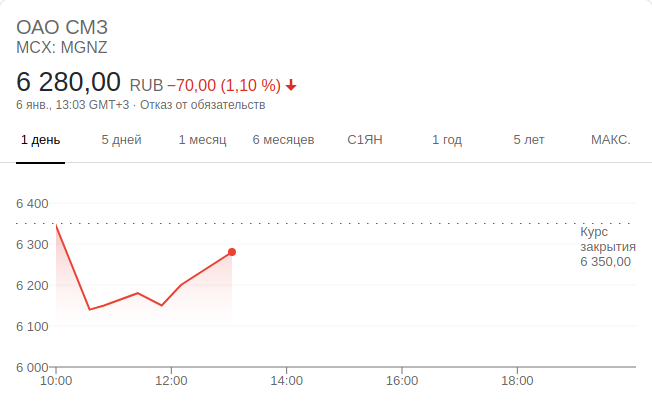 ОАО СМЗ
MCX: MGNZ
6 280,00 RUB −70,00 (1,10 %)
6 янв., 13:03 GMT+3 · Отказ от обязательств
1 день 5 дней 1 месяц 6 месяцев С1ЯН 1 год 5 лет МАКС.
6 400
6 300
6 200
6 100
6 000
Курс
закрытия
6 350,00
10:00 12:00 14:00 16:00 18:00